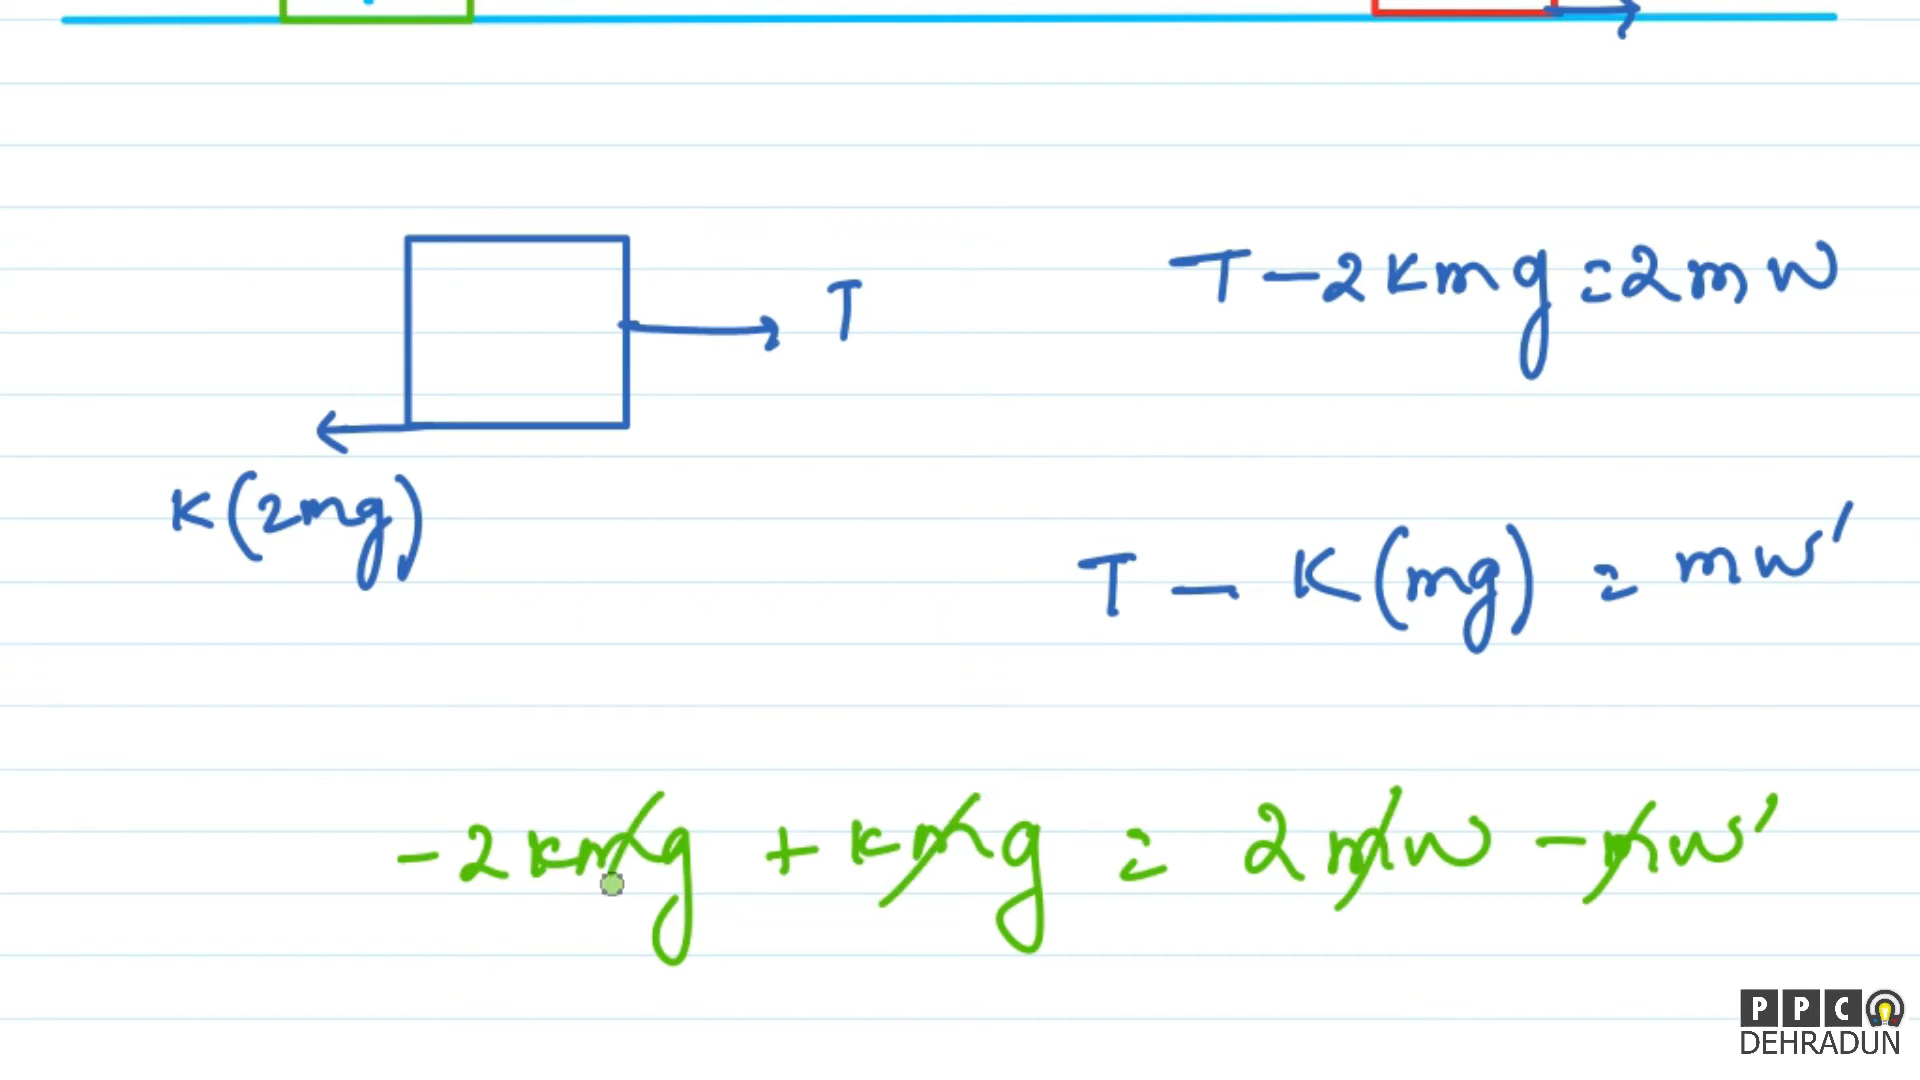 T
T - 2kmg = 2mw
K(2mg)
T - K(mg) = mw'
-2kmg + kmg = 2mw - mw'
PPC
DEHRADUN